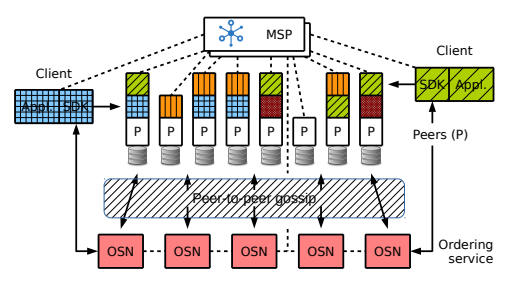 MSP
Client
Client
Appl. SDK
SDK Appl.
P P P P P P P P
Peers (P)
Peer-to-peer gossip
OSN OSN OSN OSN OSN
Ordering
service